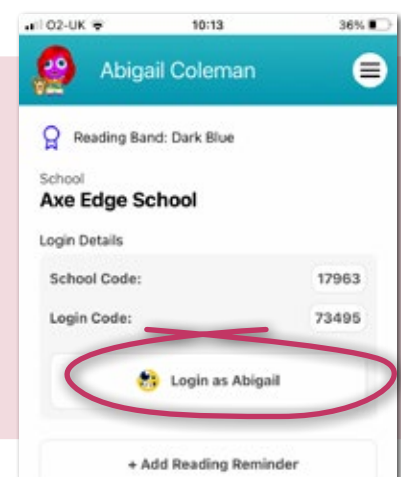 O2-UK 10:13 36%
Abigail Coleman
Reading Band: Dark Blue
School
Axe Edge School
Login Details
School Code: 17963
Login Code: 73495
Login as Abigail
+ Add Reading Reminder